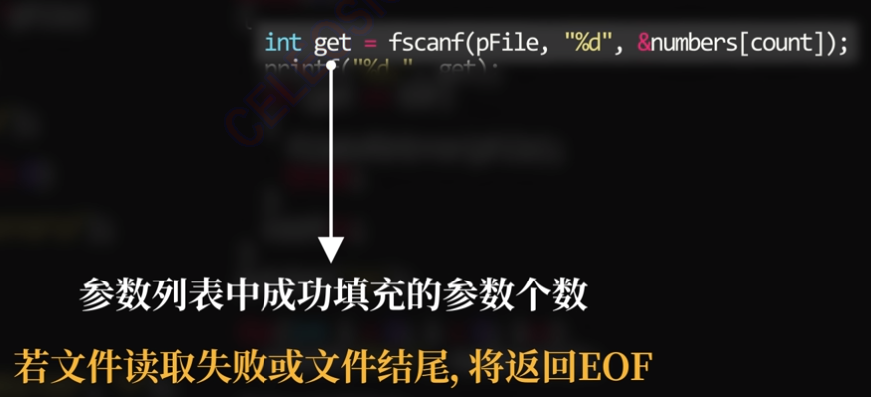 int get = fscanf(pFile, "%d", &numbers[count]);
printf("%d ", get);
参数列表中成功填充的参数个数
若文件读取失败或文件结尾, 将返回EOF